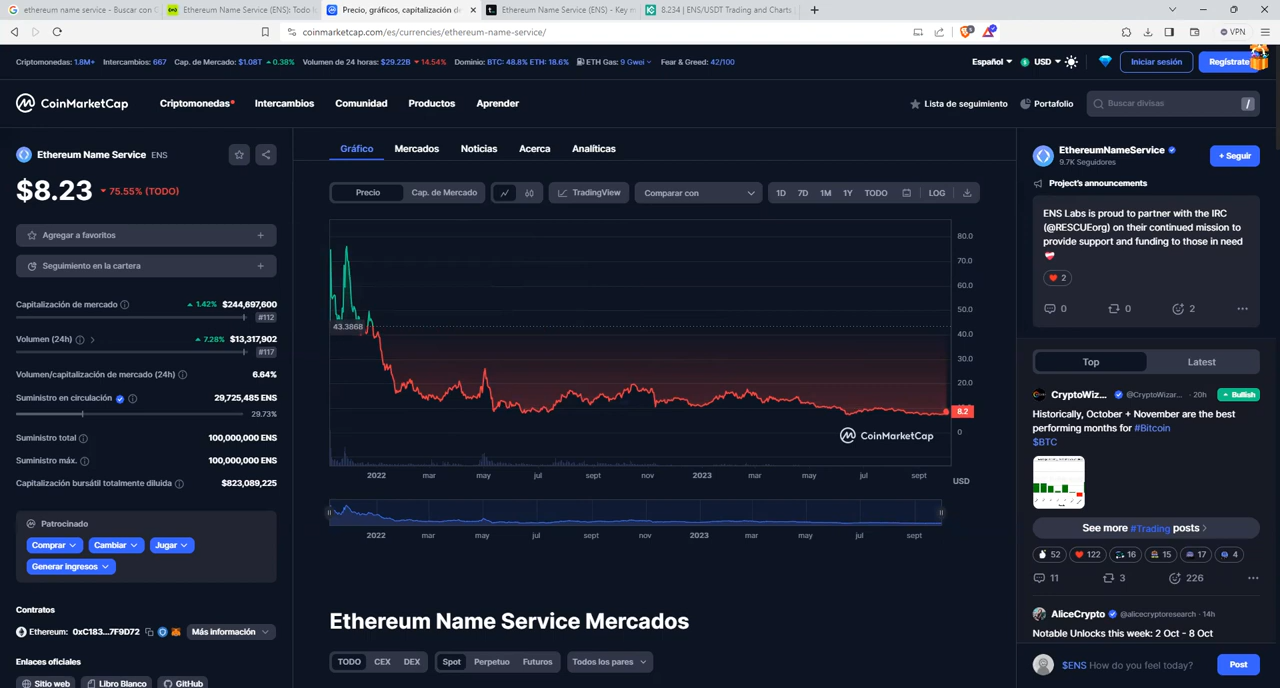 ethereum name service - Buscar con G
Ethereum Name Service (ENS): Todo l
Precio, gráficos, capitalización de
Ethereum Name Service (ENS) - Key m
8.234 | ENS/USDT Trading and Charts |
coinmarketcap.com/es/currencies/ethereum-name-service/
VPN
Criptomonedas: 1.8M+ Intercambios: 667 Cap. de Mercado: $1.08T 0.38% Volumen de 24 horas: $29.22B 14.54% Dominio: BTC: 48.8% ETH: 18.6% ETH Gas: 9 Gwei Fear & Greed: 42/100
Español USD Iniciar sesión Regístrate
CoinMarketCap
Criptomonedas Intercambios Comunidad Productos Aprender
Lista de seguimiento Portafolio Buscar divisas /
Ethereum Name Service ENS
$8.23 75.55% (TODO)
Agregar a favoritos +
Seguimiento en la cartera +
Capitalización de mercado 1.42% $244,697,600
#112
Volumen (24h) 7.28% $13,317,902
#117
Volumen/capitalización de mercado (24h) 6.64%
Suministro en circulación 29,725,485 ENS
29.73%
Suministro total 100,000,000 ENS
Suministro máx. 100,000,000 ENS
Capitalización bursátil totalmente diluida $823,089,225
Patrocinado
Comprar Cambiar Jugar
Generar ingresos
Contratos
Ethereum: 0xC183...7F9D72 Más información
Enlaces oficiales
Sitio web Libro Blanco GitHub
Gráfico Mercados Noticias Acerca Analíticas
Precio Cap. de Mercado TradingView Comparar con 1D 7D 1M 1Y TODO LOG
80.0
70.0
60.0
50.0
43.3868
40.0
30.0
20.0
8.2
0
CoinMarketCap
2022 mar may jul sept nov 2023 mar may jul sept
USD
2022 mar may jul sept nov 2023 mar may jul sept
Ethereum Name Service Mercados
TODO CEX DEX Spot Perpetuo Futuros Todos los pares
EthereumNameService
9.7K Seguidores
+ Seguir
Project's announcements
ENS Labs is proud to partner with the IRC
(@RESCUEorg) on their continued mission to
provide support and funding to those in need
2
0 0 2
Top Latest
CryptoWiz... @CryptoWizar... · 20h Bullish
Historically, October + November are the best
performing months for #Bitcoin
$BTC
See more #Trading posts
52 122 16 15 17 4
11 3 226
AliceCrypto @alicecryptoresearch · 14h
Notable Unlocks this week: 2 Oct - 8 Oct
$ENS How do you feel today? Post